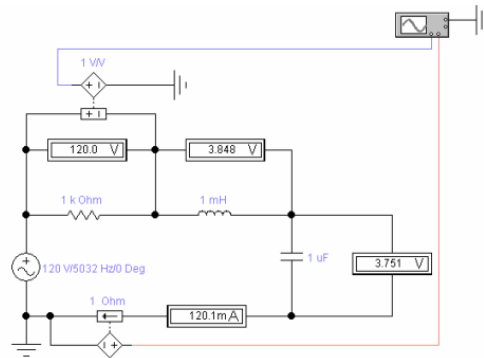 1 V/V
120.0 V
3.848 V
1 k Ohm
1 mH
120 V/5032 Hz/0 Deg
1 uF
3.751 V
1 Ohm
120.1mA